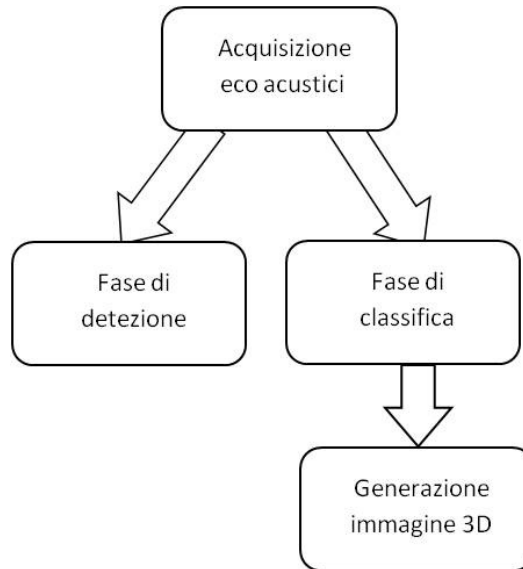 Acquisizione
eco acustici
Fase di
detezione
Fase di
classifica
Generazione
immagine 3D